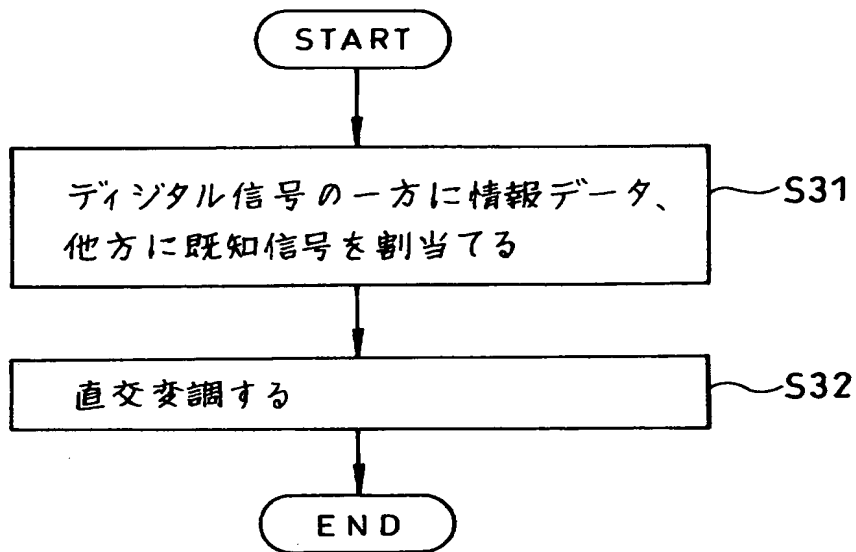 START
ディジタル信号の一方に情報データ、
他方に既知信号を割当てる
S31
直交変調する
S32
END